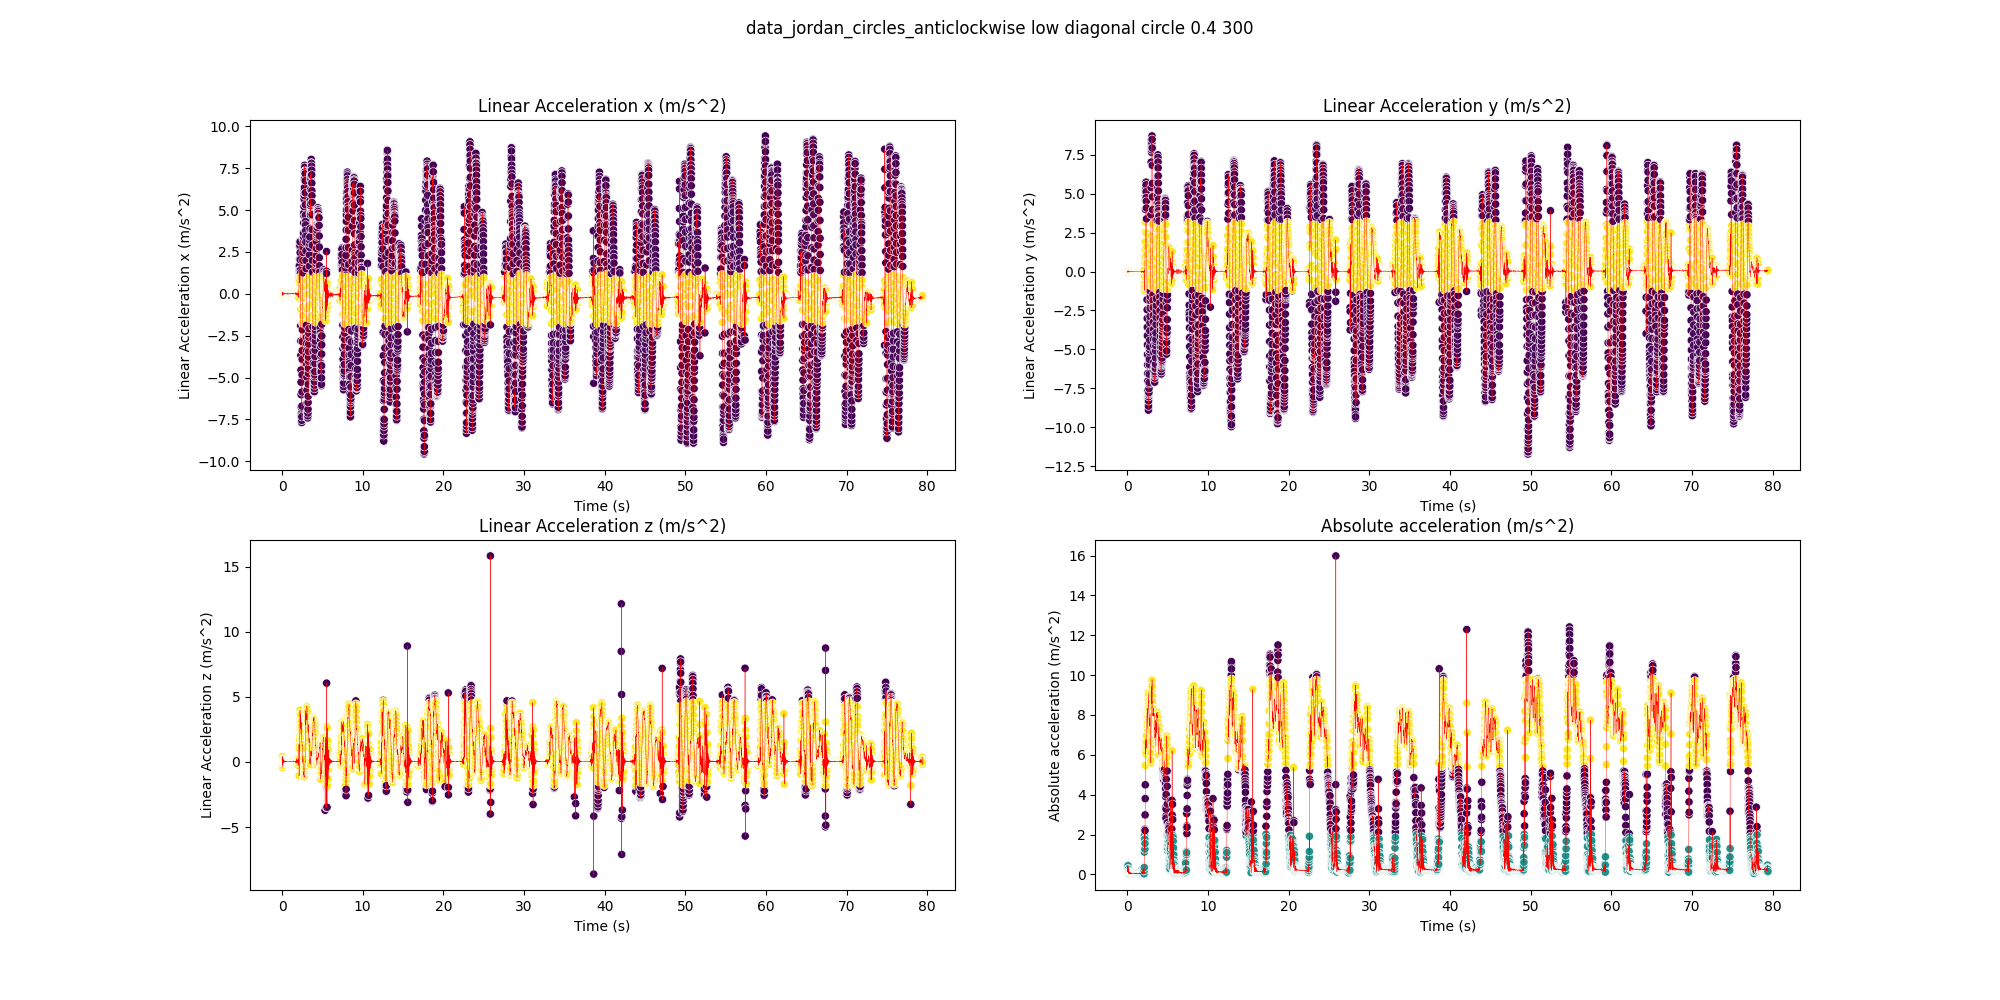 data_jordan_circles_anticlockwise low diagonal circle 0.4 300
Linear Acceleration x (m/s^2)
Linear Acceleration x (m/s^2)
10.0
7.5
5.0
2.5
0.0
−2.5
−5.0
−7.5
−10.0
0 10 20 30 40 50 60 70 80
Time (s)
Linear Acceleration y (m/s^2)
Linear Acceleration y (m/s^2)
7.5
5.0
2.5
0.0
−2.5
−5.0
−7.5
−10.0
−12.5
0 10 20 30 40 50 60 70 80
Time (s)
Linear Acceleration z (m/s^2)
Linear Acceleration z (m/s^2)
15
10
5
0
−5
0 10 20 30 40 50 60 70 80
Time (s)
Absolute acceleration (m/s^2)
Absolute acceleration (m/s^2)
16
14
12
10
8
6
4
2
0
0 10 20 30 40 50 60 70 80
Time (s)